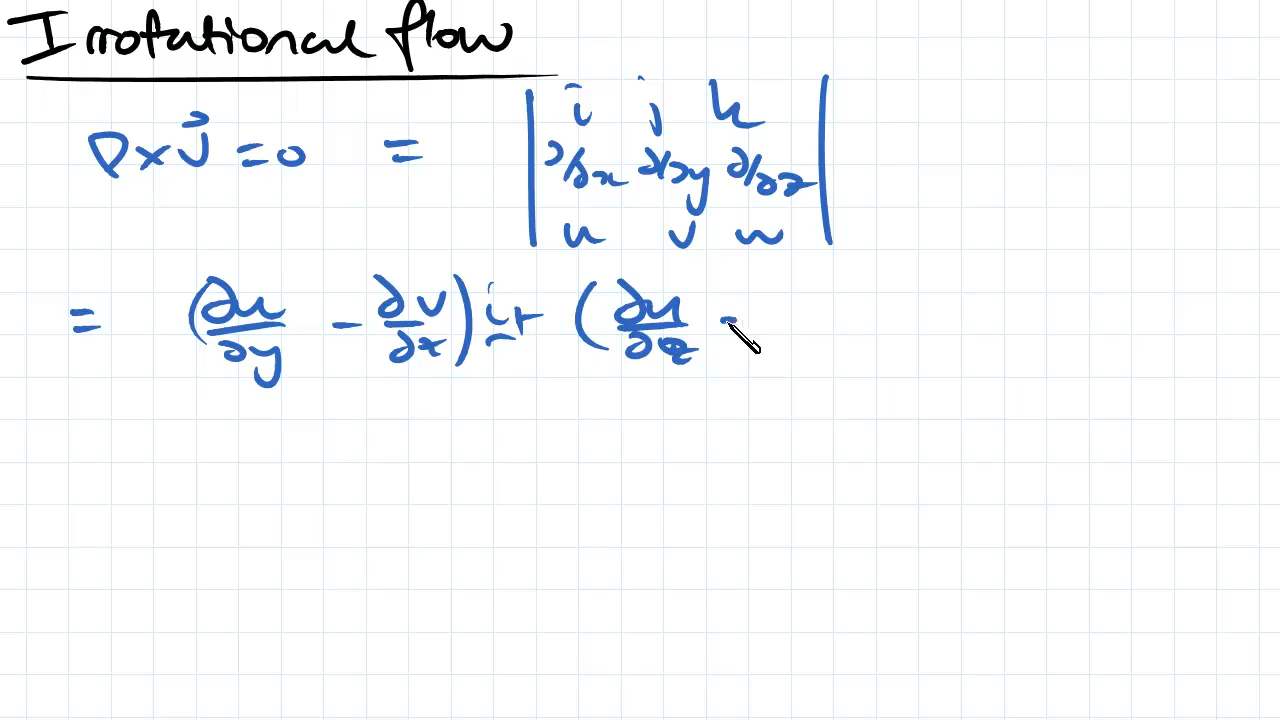 Irrotational flow
∇ × V⃗ = 0 = | i j k |
| ∂/∂x ∂/∂y ∂/∂z |
| u v w |
= (∂u/∂y - ∂v/∂x) i + (∂u/∂z -